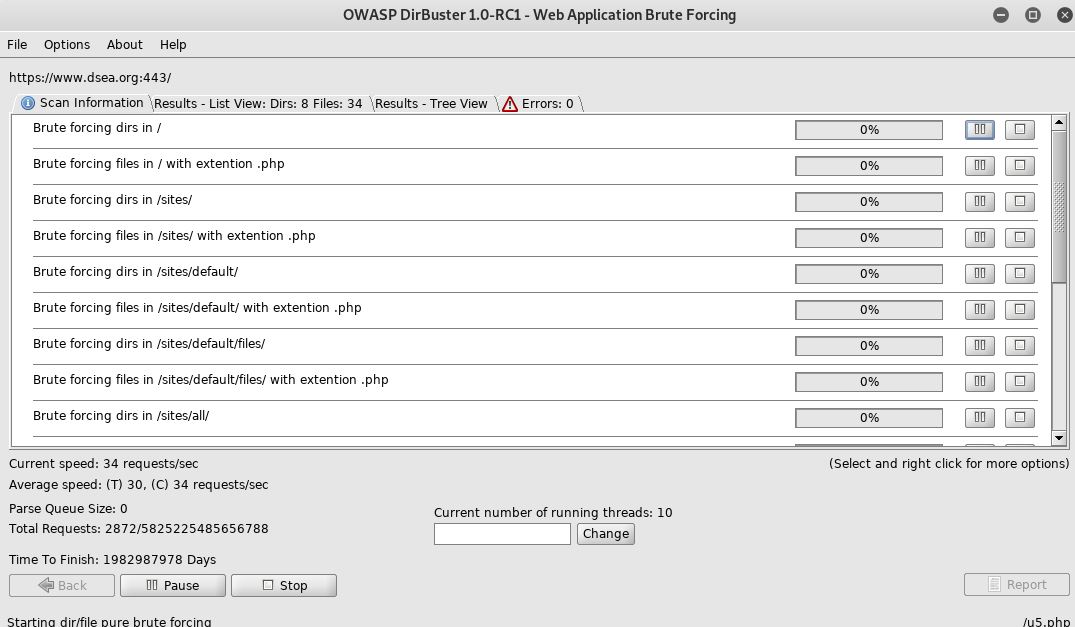 OWASP DirBuster 1.0-RC1 - Web Application Brute Forcing
File Options About Help
https://www.dsea.org:443/
Scan Information Results - List View: Dirs: 8 Files: 34 Results - Tree View Errors: 0
Brute forcing dirs in / 0%
Brute forcing files in / with extention .php 0%
Brute forcing dirs in /sites/ 0%
Brute forcing files in /sites/ with extention .php 0%
Brute forcing dirs in /sites/default/ 0%
Brute forcing files in /sites/default/ with extention .php 0%
Brute forcing dirs in /sites/default/files/ 0%
Brute forcing files in /sites/default/files/ with extention .php 0%
Brute forcing dirs in /sites/all/ 0%
Current speed: 34 requests/sec (Select and right click for more options)
Average speed: (T) 30, (C) 34 requests/sec
Parse Queue Size: 0 Current number of running threads: 10
Total Requests: 2872/5825225485656788 Change
Time To Finish: 1982987978 Days
Back Pause Stop Report
Starting dir/file pure brute forcing /u5.php